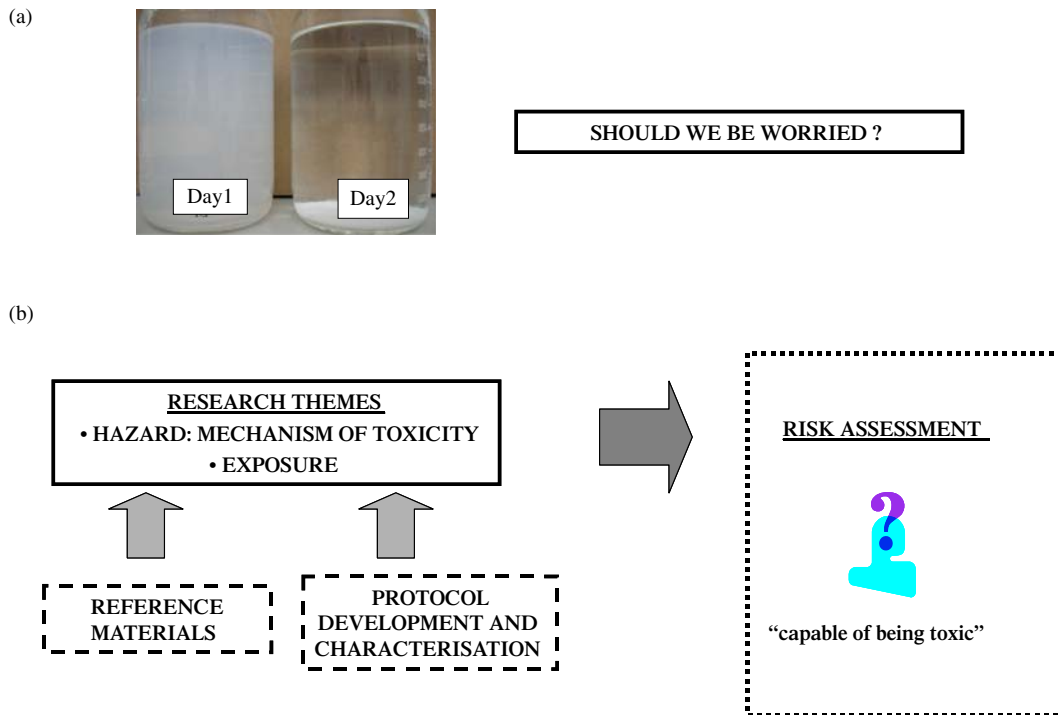 (a)
Day1
Day2
SHOULD WE BE WORRIED ?
(b)
RESEARCH THEMES
• HAZARD: MECHANISM OF TOXICITY
• EXPOSURE
REFERENCE
MATERIALS
PROTOCOL
DEVELOPMENT AND
CHARACTERISATION
RISK ASSESSMENT
?
“capable of being toxic”